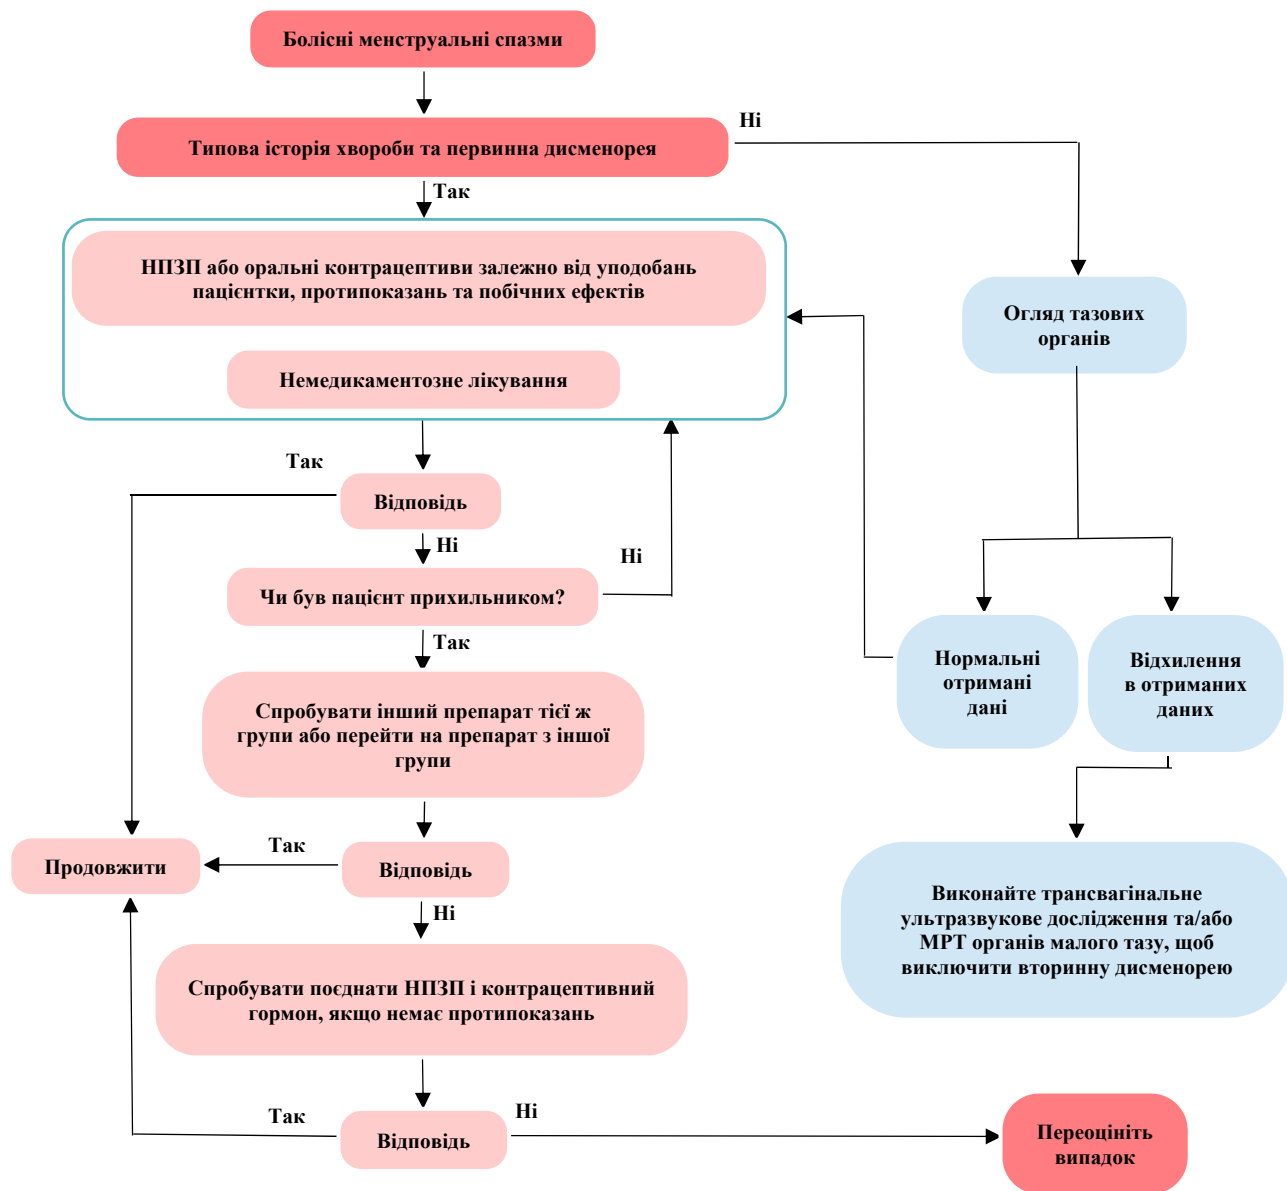 Болісні менструальні спазми
Ні
Типова історія хвороби та первинна дисменорея
Так
НПЗП або оральні контрацептиви залежно від уподобань
пацієнтки, протипоказань та побічних ефектів
Огляд тазових
органів
Немедикаментозне лікування
Так
Відповідь
Ні
Ні
Чи був пацієнт прихильником?
Так
Нормальні
отримані
дані
Відхилення
в отриманих
даних
Спробувати інший препарат тієї ж
групи або перейти на препарат з іншої
групи
Так
Продовжити
Відповідь
Ні
Виконайте трансвагінальне
ультразвукове дослідження та/або
МРТ органів малого тазу, щоб
виключити вторинну дисменорею
Спробувати поєднати НПЗП і контрацептивний
гормон, якщо немає протипоказань
Так
Ні
Відповідь
Переоцініть
випадок